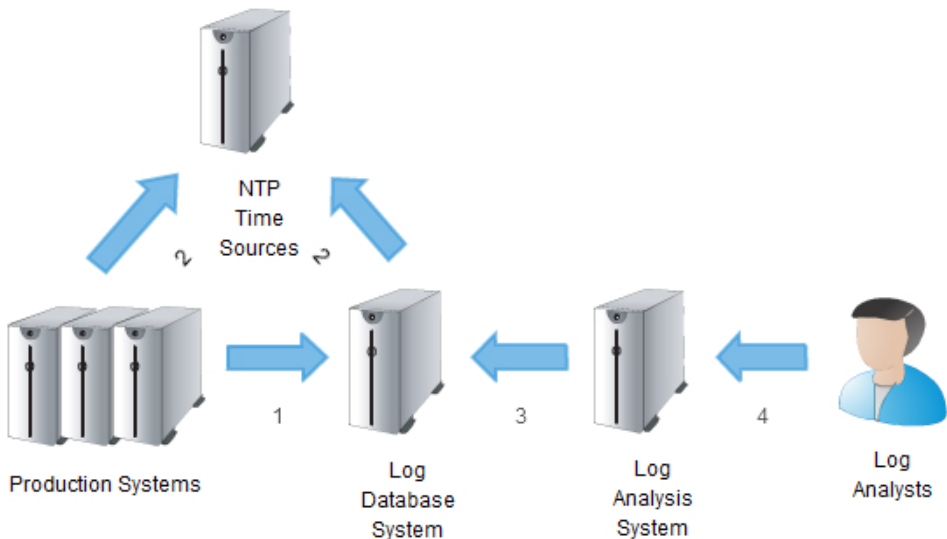 NTP
Time
Sources
2
2
1
3
4
Production Systems
Log
Database
System
Log
Analysis
System
Log
Analysts